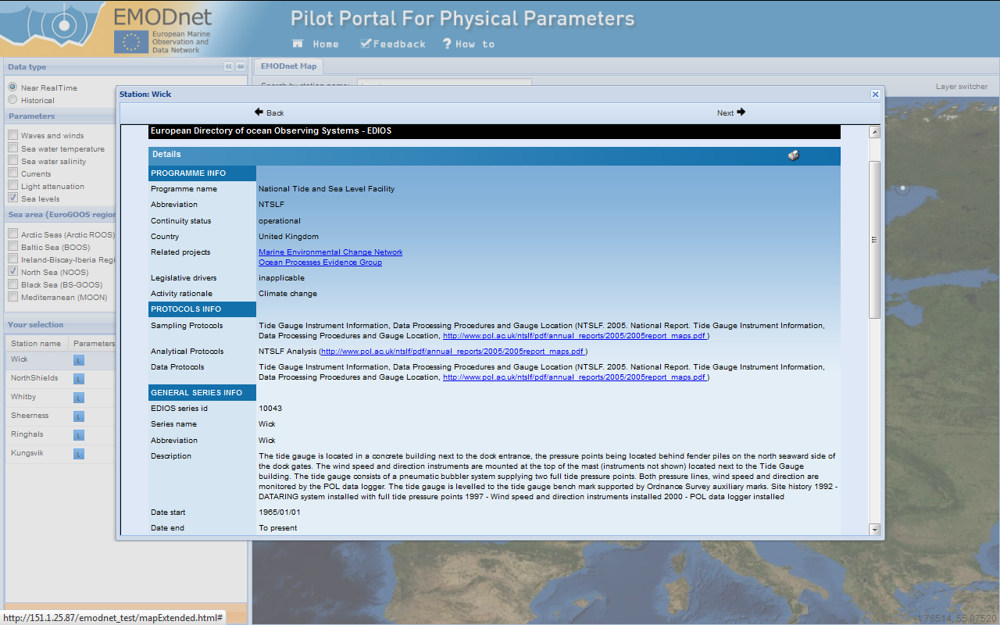 EMODnet
European Marine
Observation and
Data Network
Pilot Portal For Physical Parameters
Home Feedback ? How to
Data type
Near RealTime
Historical
Parameters
Waves and winds
Sea water temperature
Sea water salinity
Currents
Light attenuation
Sea levels
Sea area (EuroGOOS region
Arctic Seas (Arctic ROOS)
Baltic Sea (BOOS)
Ireland-Biscay-Iberia Regi
North Sea (NOOS)
Black Sea (BS-GOOS)
Mediterranean (MOON)
Your selection
Station name Parameters
Wick L
NorthShields L
Whitby L
Sheerness L
Ringhals L
Kungsvik L
EMODnet Map
Search by station name:
Layer switcher
Station: Wick
Back Next
European Directory of ocean Observing Systems - EDIOS
Details
PROGRAMME INFO
Programme name National Tide and Sea Level Facility
Abbreviation NTSLF
Continuity status operational
Country United Kingdom
Related projects Marine Environmental Change Network
Ocean Processes Evidence Group
Legislative drivers inapplicable
Activity rationale Climate change
PROTOCOLS INFO
Sampling Protocols Tide Gauge Instrument Information, Data Processing Procedures and Gauge Location (NTSLF. 2005. National Report. Tide Gauge Instrument Information,
Data Processing Procedures and Gauge Location, http://www.pol.ac.uk/ntslf/pdf/annual_reports/2005/2005report_maps.pdf )
Analytical Protocols NTSLF Analysis (http://www.pol.ac.uk/ntslf/pdf/annual_reports/2005/2005report_maps.pdf )
Data Protocols Tide Gauge Instrument Information, Data Processing Procedures and Gauge Location (NTSLF. 2005. National Report. Tide Gauge Instrument Information,
Data Processing Procedures and Gauge Location, http://www.pol.ac.uk/ntslf/pdf/annual_reports/2005/2005report_maps.pdf )
GENERAL SERIES INFO
EDIOS series id 10043
Series name Wick
Abbreviation Wick
Description The tide gauge is located in a concrete building next to the dock entrance, the pressure points being located behind fender piles on the north seaward side of
the dock gates. The wind speed and direction instruments are mounted at the top of the mast (instruments not shown) located next to the Tide Gauge
building. The tide gauge consists of a pneumatic bubbler system supplying two full tide pressure points. Both pressure lines, wind speed and direction are
monitored by the POL data logger. The tide gauge is levelled to the tide gauge bench mark supported by Ordnance Survey auxiliary marks. Site history 1992 -
DATARING system installed with full tide pressure points 1997 - Wind speed and direction instruments installed 2000 - POL data logger installed
Date start 1965/01/01
Date end To present
http://151.1.25.87/emodnet_test/mapExtended.html#
-1.76514, 55.07520